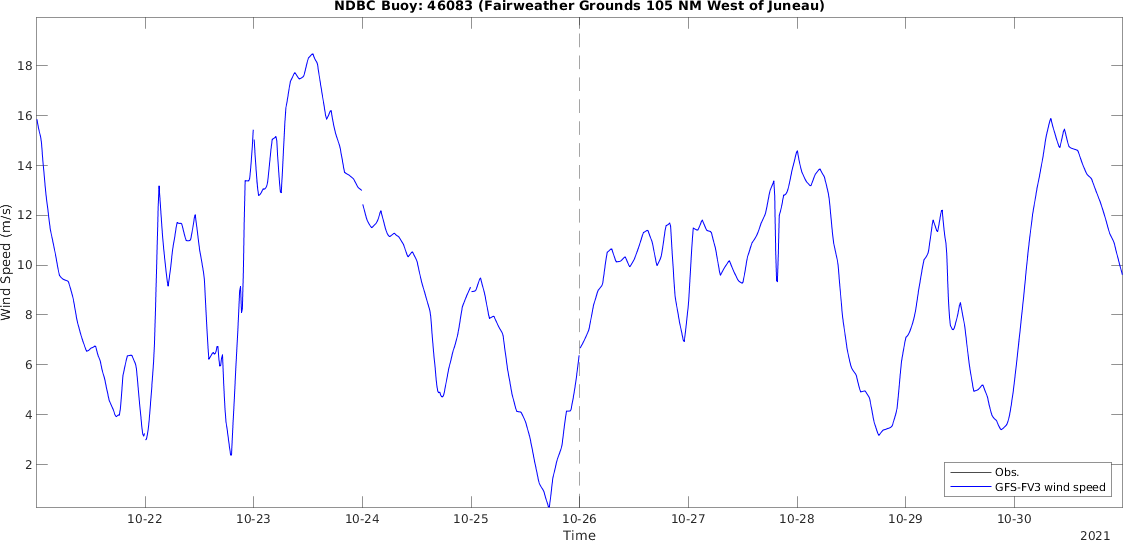 NDBC Buoy: 46083 (Fairweather Grounds 105 NM West of Juneau)
18
16
14
12
10
8
6
4
2
Wind Speed (m/s)
Obs.
GFS-FV3 wind speed
10-22 10-23 10-24 10-25 10-26 10-27 10-28 10-29 10-30
Time
2021